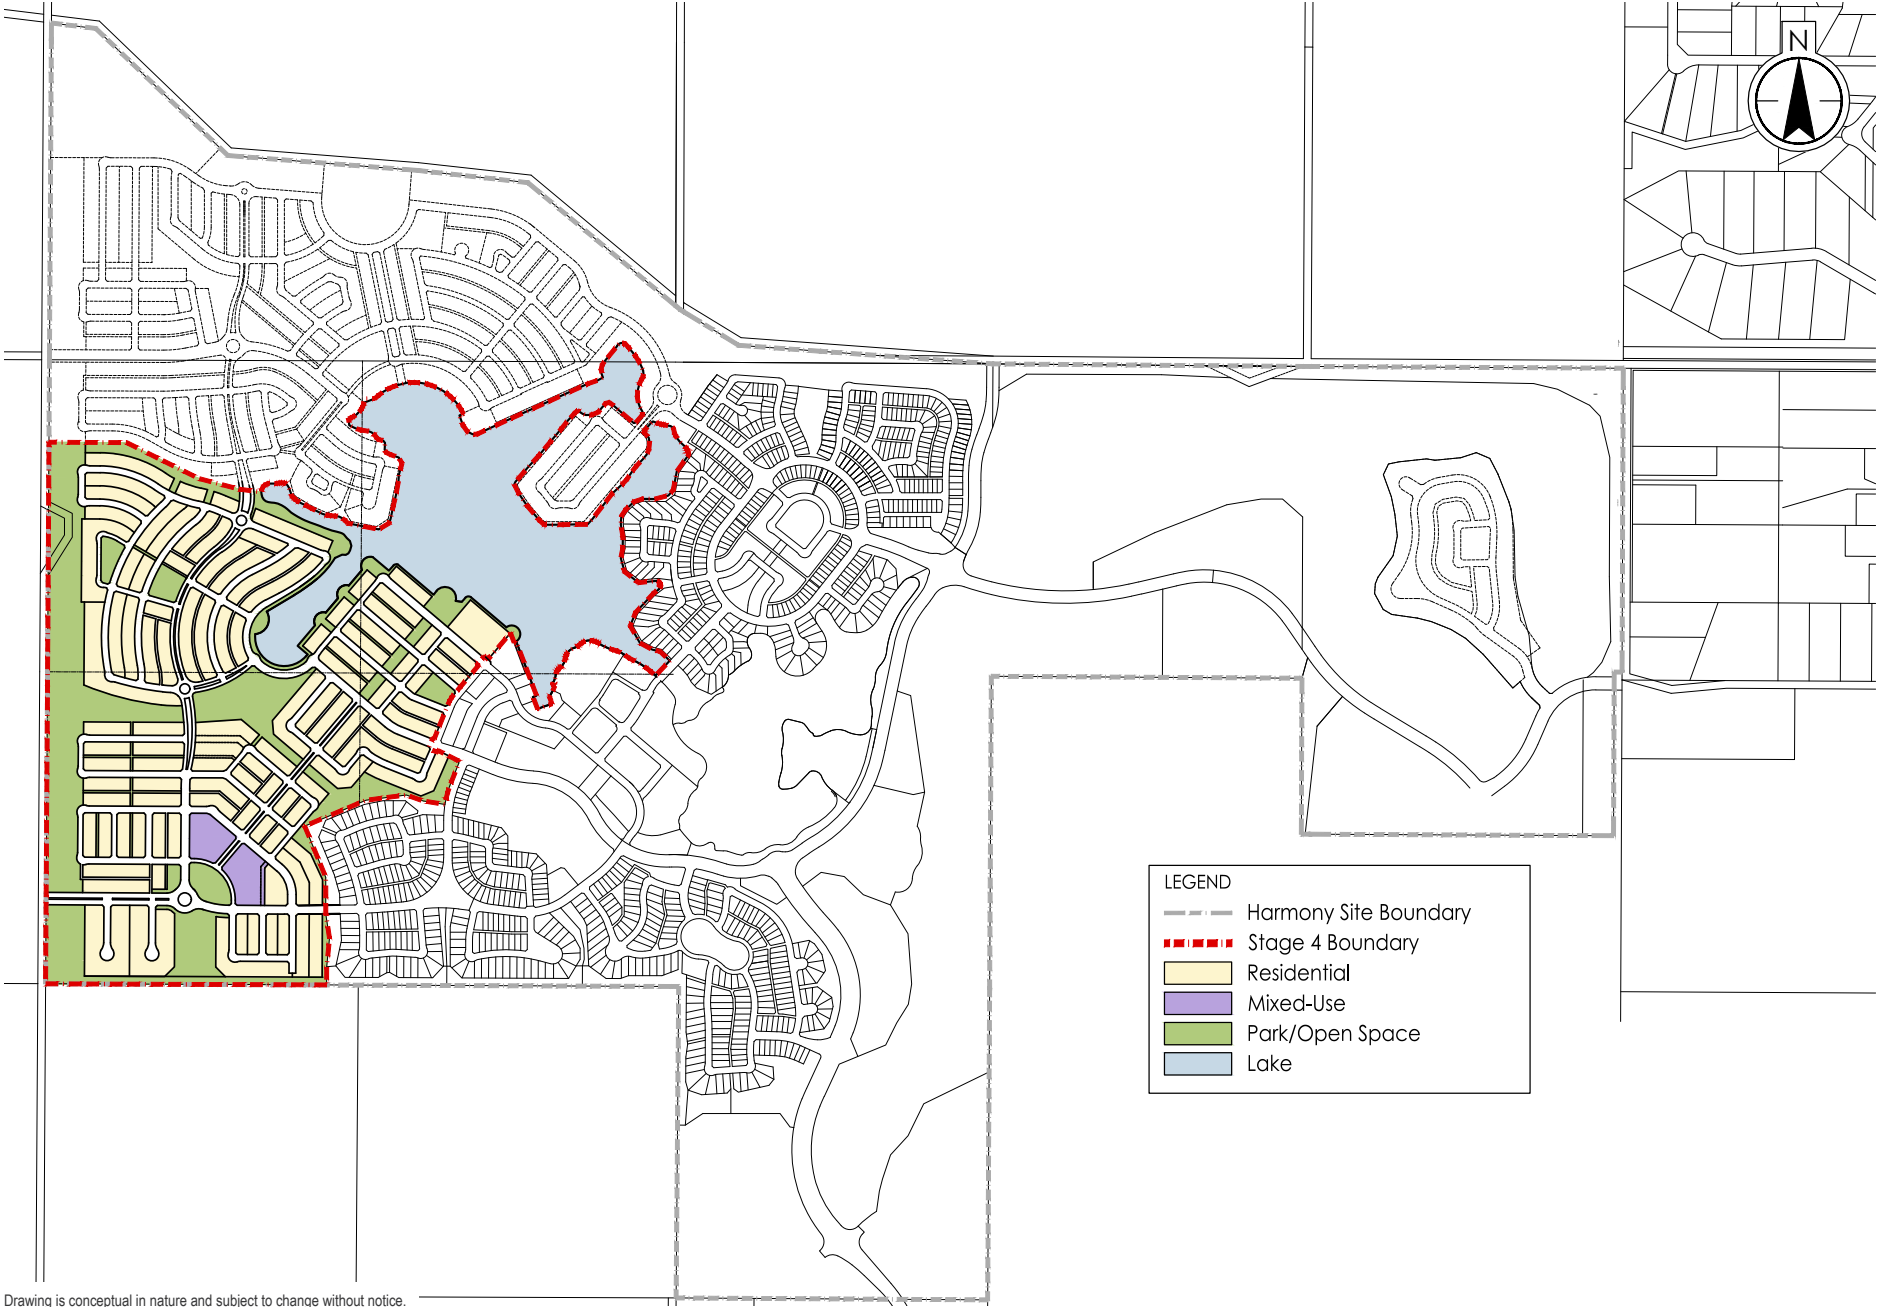 N
LEGEND
Harmony Site Boundary
Stage 4 Boundary
Residential
Mixed-Use
Park/Open Space
Lake
Drawing is conceptual in nature and subject to change without notice.